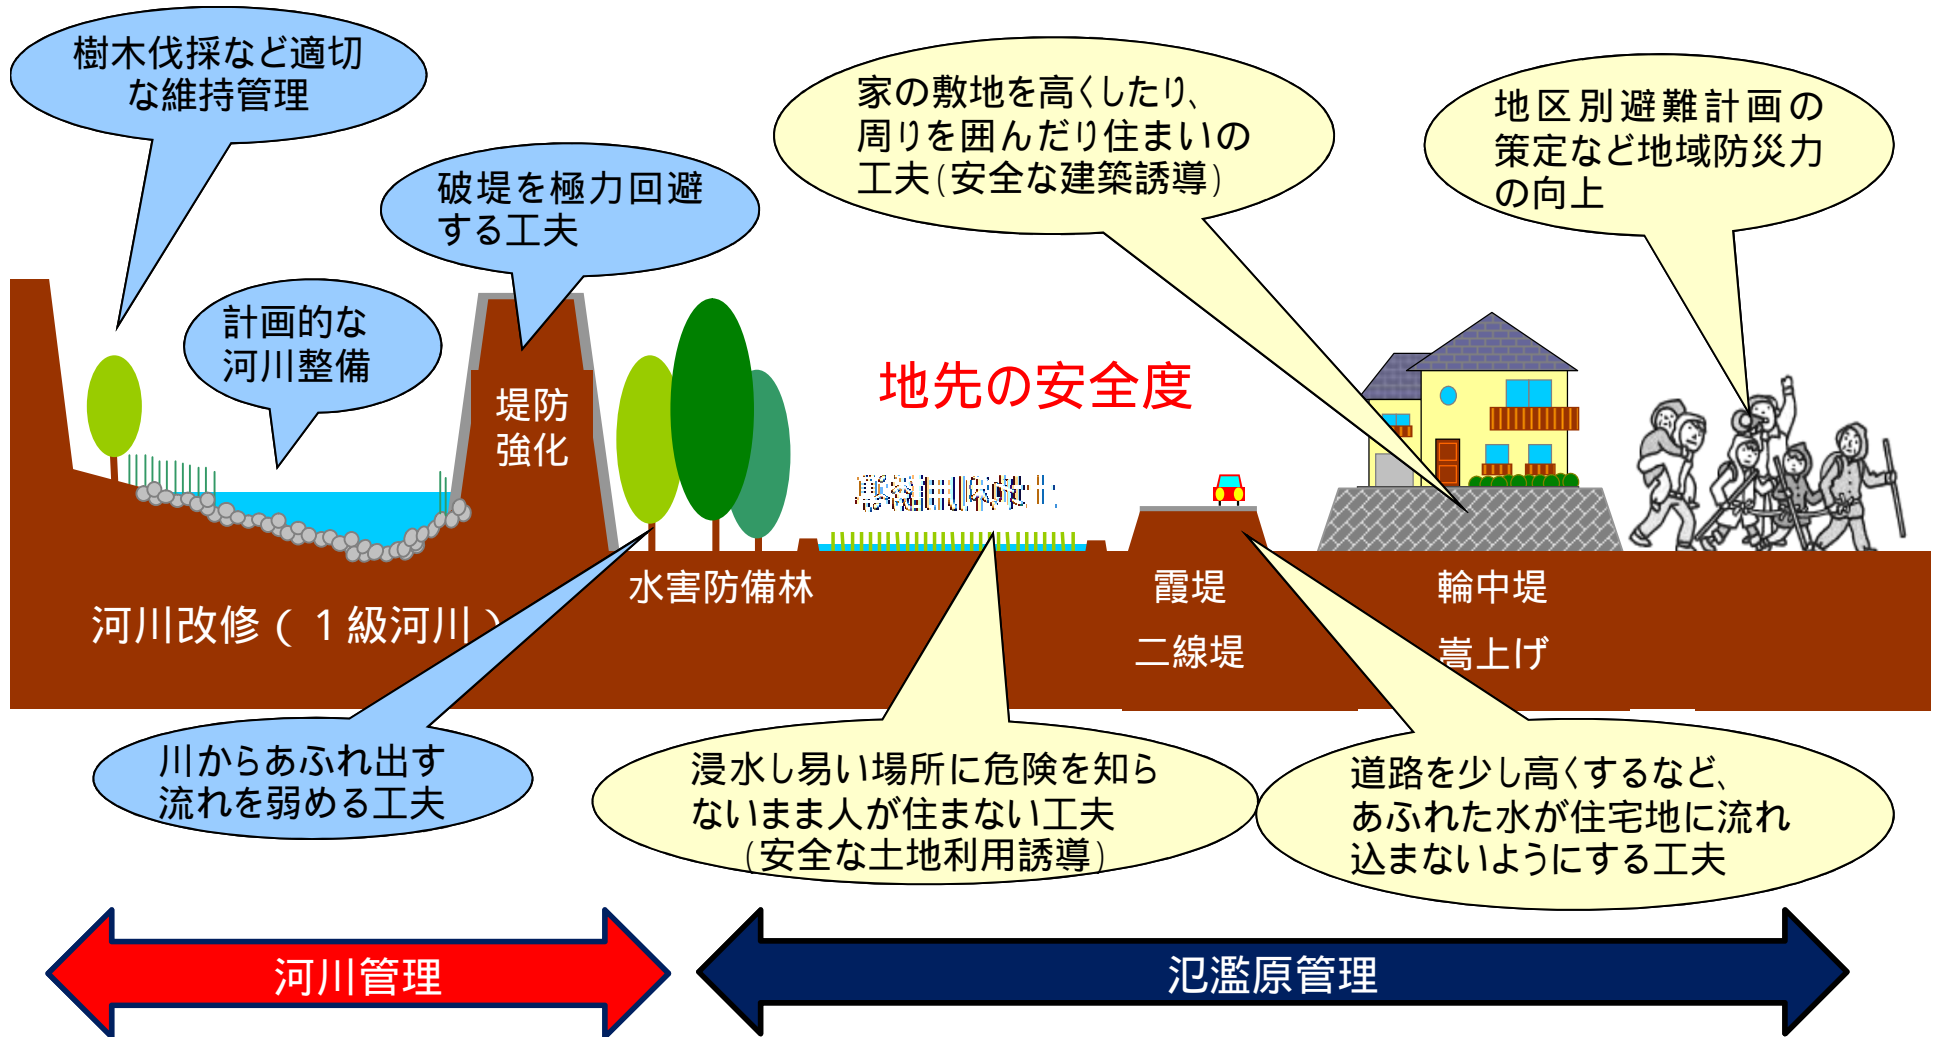 樹木伐採など適切
な維持管理
計画的な
河川整備
破堤を極力回避
する工夫
家の敷地を高くしたり、
周りを囲んだり住まいの
工夫(安全な建築誘導)
地区別避難計画の
策定など地域防災力
の向上
堤防
強化
地先の安全度
河川改修(1級河川)
水害防備林
霞堤
二線堤
輪中堤
嵩上げ
川からあふれ出す
流れを弱める工夫
浸水し易い場所に危険を知ら
ないまま人が住まない工夫
(安全な土地利用誘導)
道路を少し高くするなど、
あふれた水が住宅地に流れ
込まないようにする工夫
河川管理
氾濫原管理